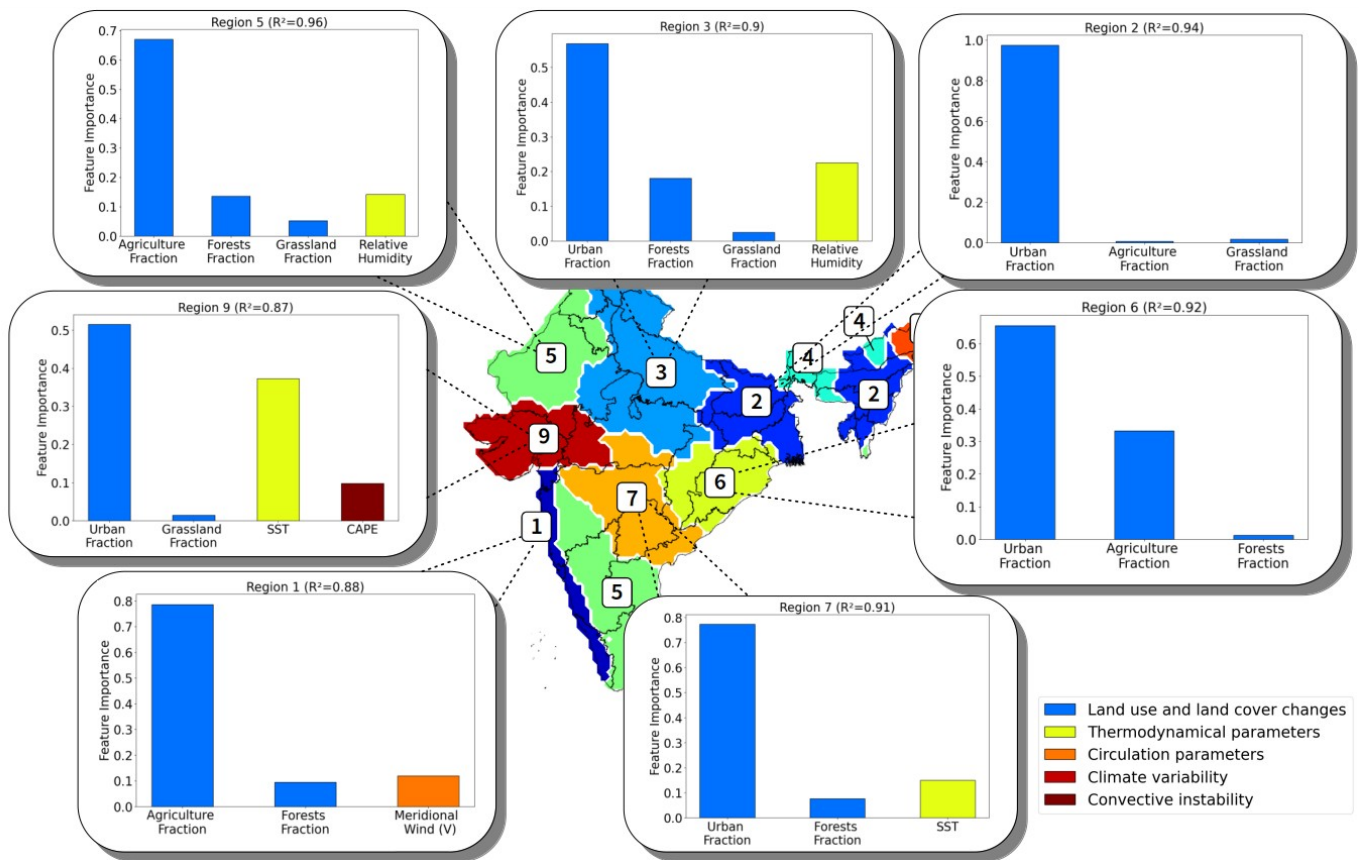 Region 5 (R²=0.96)
Feature Importance
0.7
0.6
0.5
0.4
0.3
0.2
0.1
0.0
Agriculture Forests Grassland Relative
Fraction Fraction Fraction Humidity
Region 3 (R²=0.9)
Feature Importance
0.5
0.4
0.3
0.2
0.1
0.0
Urban Forests Grassland Relative
Fraction Fraction Fraction Humidity
Region 2 (R²=0.94)
Feature Importance
1.0
0.8
0.6
0.4
0.2
0.0
Urban Agriculture Grassland
Fraction Fraction Fraction
Region 9 (R²=0.87)
Feature Importance
0.5
0.4
0.3
0.2
0.1
0.0
Urban Grassland SST CAPE
Fraction Fraction
4
5
4
3
2
2
9
6
7
1
5
Region 6 (R²=0.92)
Feature Importance
0.6
0.5
0.4
0.3
0.2
0.1
0.0
Urban Agriculture Forests
Fraction Fraction Fraction
Region 1 (R²=0.88)
Feature Importance
0.8
0.7
0.6
0.5
0.4
0.3
0.2
0.1
0.0
Agriculture Forests Meridional
Fraction Fraction Wind (V)
Region 7 (R²=0.91)
Feature Importance
0.8
0.7
0.6
0.5
0.4
0.3
0.2
0.1
0.0
Urban Forests SST
Fraction Fraction
Land use and land cover changes
Thermodynamical parameters
Circulation parameters
Climate variability
Convective instability